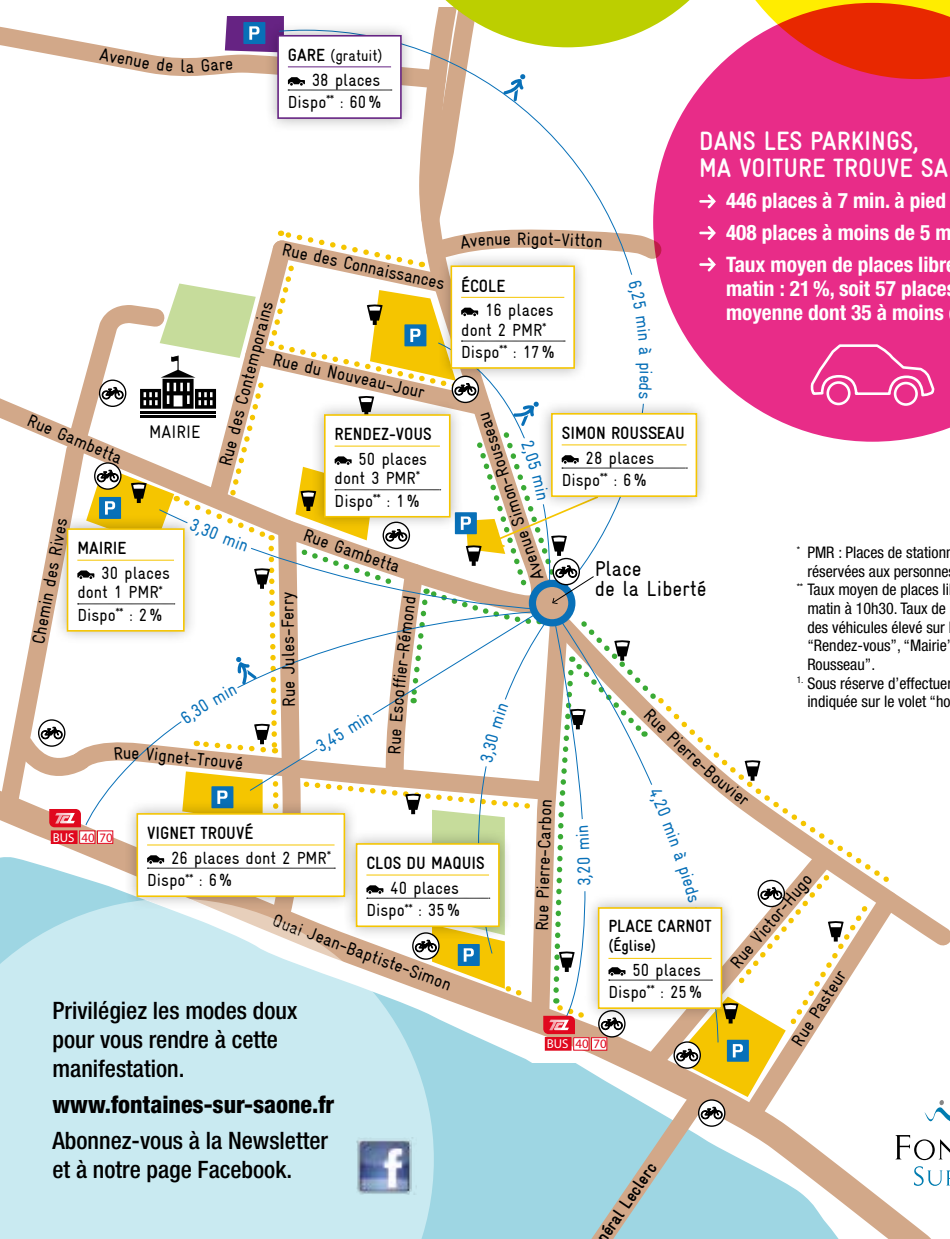 P
Avenue de la Gare
GARE (gratuit)
38 places
Dispo** : 60 %
DANS LES PARKINGS,
MA VOITURE TROUVE SA
→ 446 places à 7 min. à pied
→ 408 places à moins de 5 m
→ Taux moyen de places libre
matin : 21 %, soit 57 places
moyenne dont 35 à moins
Avenue Rigot-Vitton
Rue des Connaissances
6,25 min à pieds
ÉCOLE
16 places
dont 2 PMR*
Dispo** : 17 %
P
Rue des Contemporains
Rue du Nouveau-Jour
MAIRIE
Rue Gambetta
RENDEZ-VOUS
50 places
dont 3 PMR*
Dispo** : 1 %
Avenue Simon-Rousseau
2,05 min
SIMON ROUSSEAU
28 places
Dispo** : 6 %
P
P
3,30 min
Rue Gambetta
MAIRIE
30 places
dont 1 PMR*
Dispo** : 2 %
Chemin des Rives
Place
de la Liberté
* PMR : Places de stationn
réservées aux personnes
** Taux moyen de places li
matin à 10h30. Taux de
des véhicules élevé sur l
“Rendez-vous”, “Mairie”
Rousseau”.
1. Sous réserve d’effectuer
indiquée sur le volet “ho
Rue Jules-Ferry
Rue Escoffier-Rémond
6,30 min
3,45 min
3,30 min
Rue Vignet-Trouvé
Rue Pierre-Bouvier
4,20 min à pieds
3,20 min
Rue Pierre-Carbon
P
TCL
BUS 40 70
VIGNET TROUVÉ
26 places dont 2 PMR*
Dispo** : 6 %
CLOS DU MAQUIS
40 places
Dispo** : 35 %
P
Quai Jean-Baptiste-Simon
PLACE CARNOT
(Église)
50 places
Dispo** : 25 %
P
Rue Victor-Hugo
Rue Pasteur
TCL
BUS 40 70
Privilégiez les modes doux
pour vous rendre à cette
manifestation.
www.fontaines-sur-saone.fr
Abonnez-vous à la Newsletter
et à notre page Facebook.
f
néral Leclerc
FON
SUR